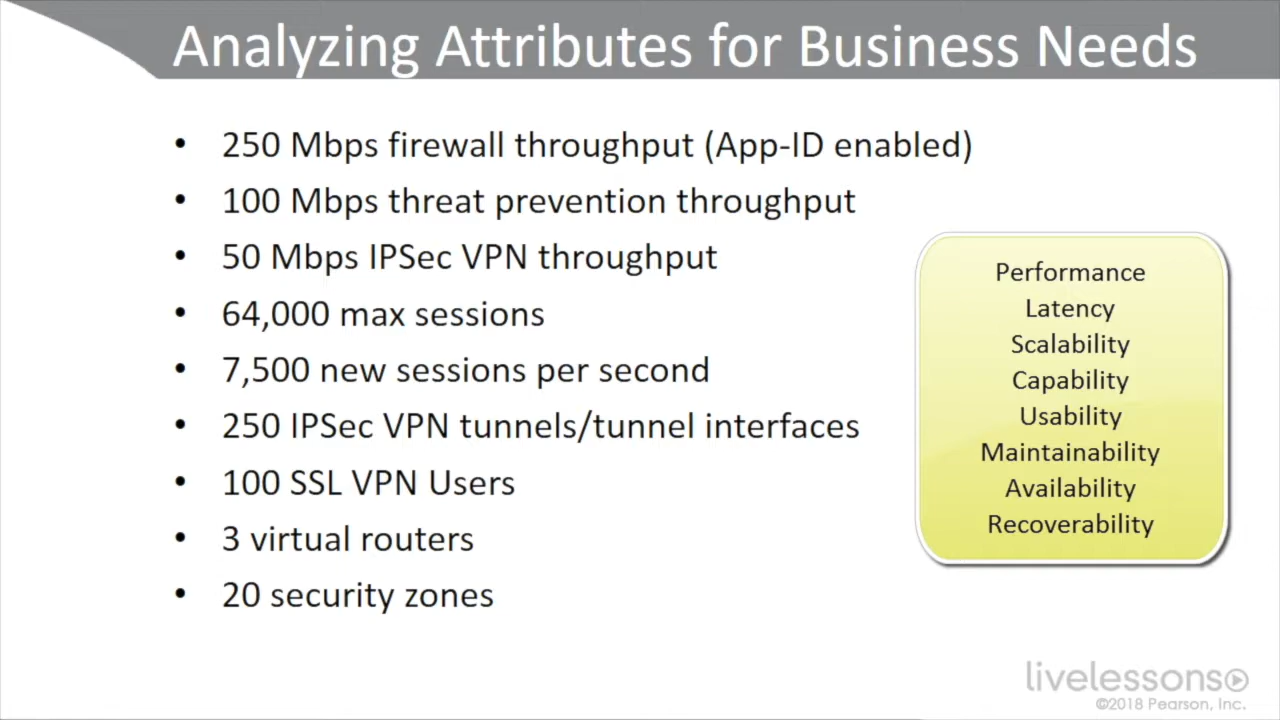 Analyzing Attributes for Business Needs
• 250 Mbps firewall throughput (App-ID enabled)
• 100 Mbps threat prevention throughput
• 50 Mbps IPSec VPN throughput
• 64,000 max sessions
• 7,500 new sessions per second
• 250 IPSec VPN tunnels/tunnel interfaces
• 100 SSL VPN Users
• 3 virtual routers
• 20 security zones
Performance
Latency
Scalability
Capability
Usability
Maintainability
Availability
Recoverability
livelessons
©2018 Pearson, Inc.